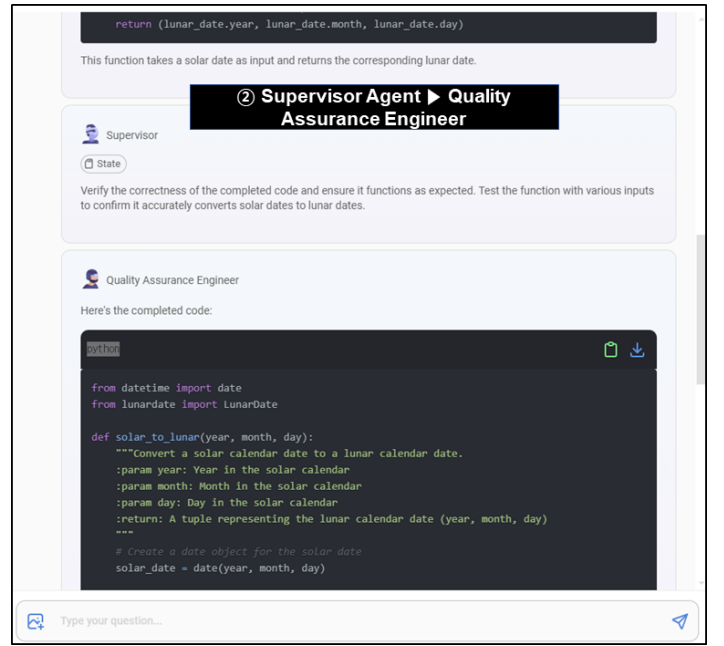 return (lunar_date.year, lunar_date.month, lunar_date.day)
This function takes a solar date as input and returns the corresponding lunar date.
② Supervisor Agent ▶ Quality
Assurance Engineer
Supervisor
State
Verify the correctness of the completed code and ensure it functions as expected. Test the function with various inputs
to confirm it accurately converts solar dates to lunar dates.
Quality Assurance Engineer
Here's the completed code:
python
from datetime import date
from lunardate import LunarDate
def solar_to_lunar(year, month, day):
"""Convert a solar calendar date to a lunar calendar date.
:param year: Year in the solar calendar
:param month: Month in the solar calendar
:param day: Day in the solar calendar
:return: A tuple representing the lunar calendar date (year, month, day)
"""
# Create a date object for the solar date
solar_date = date(year, month, day)
Type your question...